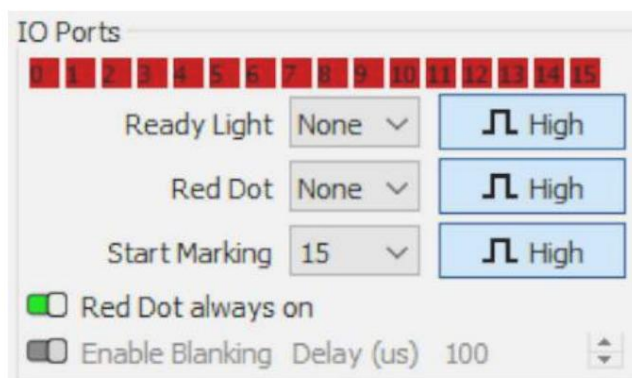 IO Ports
0 1 2 3 4 5 6 7 8 9 10 11 12 13 14 15
Ready Light None High
Red Dot None High
Start Marking 15 High
Red Dot always on
Enable Blanking Delay (us) 100